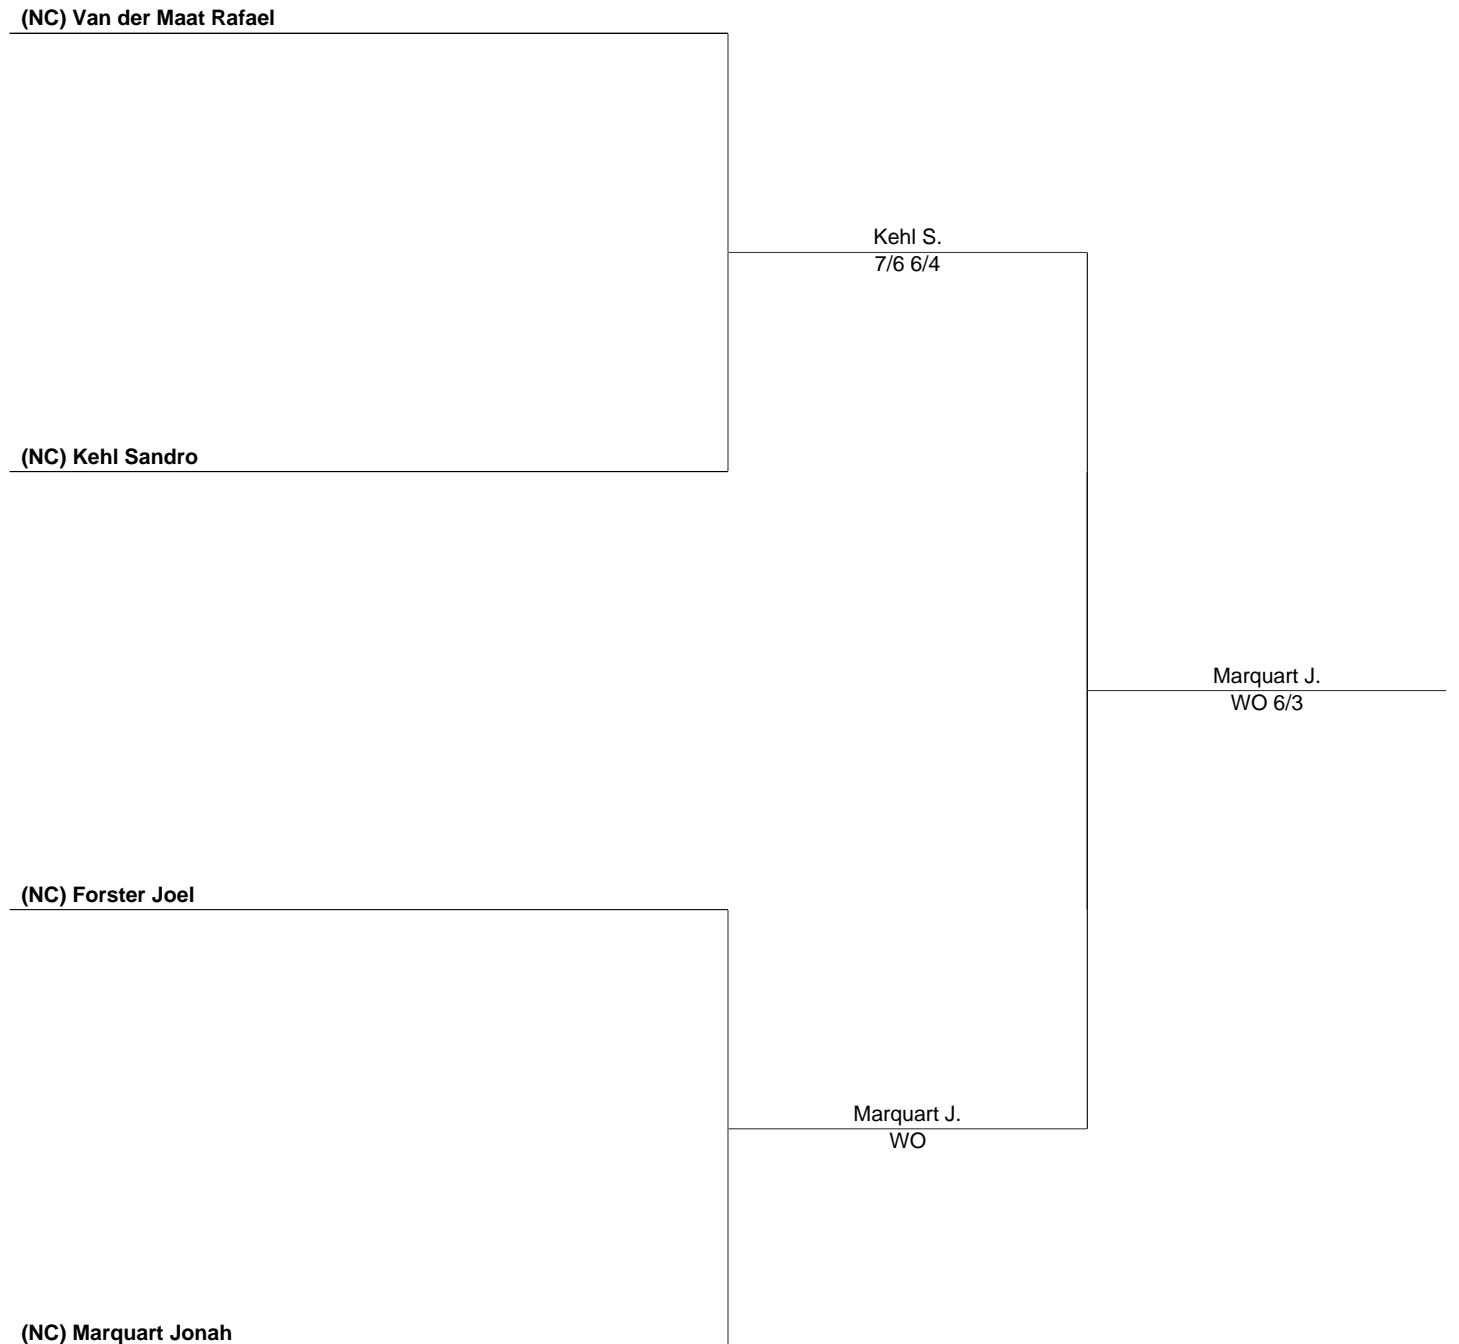 (NC) Van der Maat Rafael
Kehl S.
7/6 6/4
(NC) Kehl Sandro
Marquart J.
WO 6/3
(NC) Forster Joel
Marquart J.
WO
(NC) Marquart Jonah